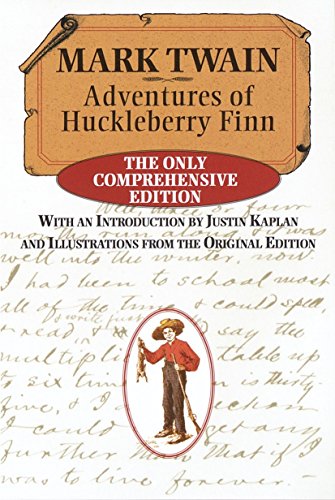 MARK TWAIN
Adventures of
Huckleberry Finn
THE ONLY
COMPREHENSIVE
EDITION
WITH AN INTRODUCTION BY JUSTIN KAPLAN
AND ILLUSTRATIONS FROM THE ORIGINAL EDITION
well into the winter, now
I had been to school most
all of the time & could spell
& read, & say the
multiplication table up
to six times is thirty-
five, & I don't reckon
I could ever get any
further than that if I
was to live forever.